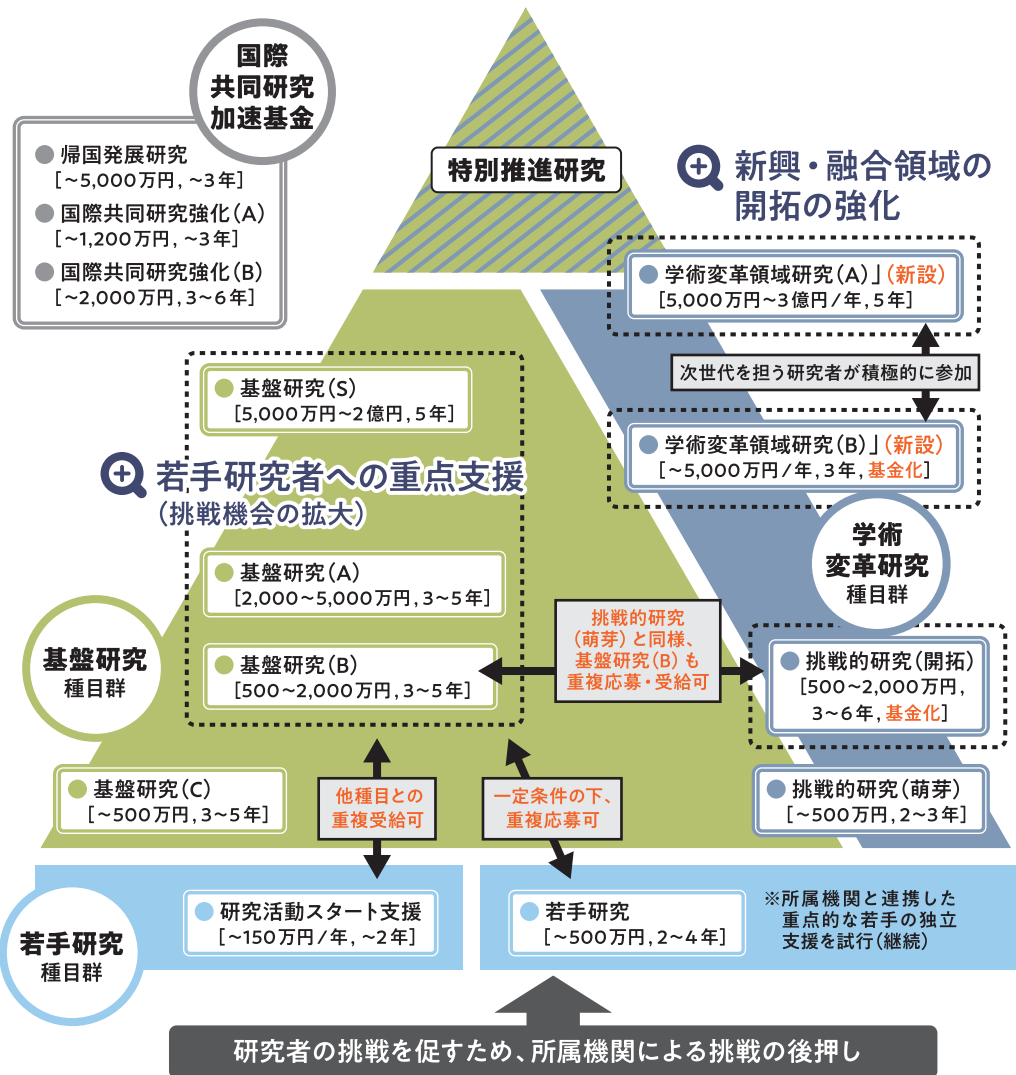 国際
共同研究
加速基金
● 帰国発展研究
[~5,000万円, ~3年]
● 国際共同研究強化(A)
[~1,200万円, ~3年]
● 国際共同研究強化(B)
[~2,000万円, 3~6年]
特別推進研究
新興・融合領域の
開拓の強化
● 学術変革領域研究(A)」(新設)
[5,000万円~3億円/年, 5年]
次世代を担う研究者が積極的に参加
● 学術変革領域研究(B)」(新設)
[~5,000万円/年, 3年, 基金化]
学術
変革研究
種目群
● 基盤研究(S)
[5,000万円~2億円, 5年]
若手研究者への重点支援
(挑戦機会の拡大)
● 基盤研究(A)
[2,000~5,000万円, 3~5年]
● 基盤研究(B)
[500~2,000万円, 3~5年]
挑戦的研究
(萌芽)と同様、
基盤研究(B)も
重複応募・受給可
● 挑戦的研究(開拓)
[500~2,000万円,
3~6年, 基金化]
基盤研究
種目群
● 基盤研究(C)
[~500万円, 3~5年]
他種目との
重複受給可
一定条件の下、
重複応募可
● 挑戦的研究(萌芽)
[~500万円, 2~3年]
若手研究
種目群
● 研究活動スタート支援
[~150万円/年, ~2年]
● 若手研究
[~500万円, 2~4年]
※所属機関と連携した
重点的な若手の独立
支援を試行(継続)
研究者の挑戦を促すため、所属機関による挑戦の後押し